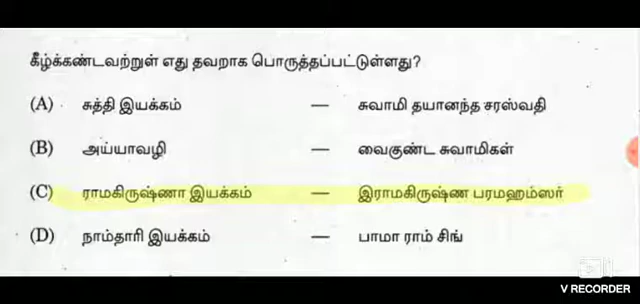 கீழ்க்கண்டவற்றுள் எது தவறாக பொருத்தப்பட்டுள்ளது?
(A) சுத்தி இயக்கம் — சுவாமி தயானந்த சரஸ்வதி
(B) அய்யாவழி — வைகுண்ட சுவாமிகள்
(C) ராமகிருஷ்ணா இயக்கம் — இராமகிருஷ்ண பரமஹம்ஸர்
(D) நாம்தாரி இயக்கம் — பாமா ராம் சிங்
V RECORDER